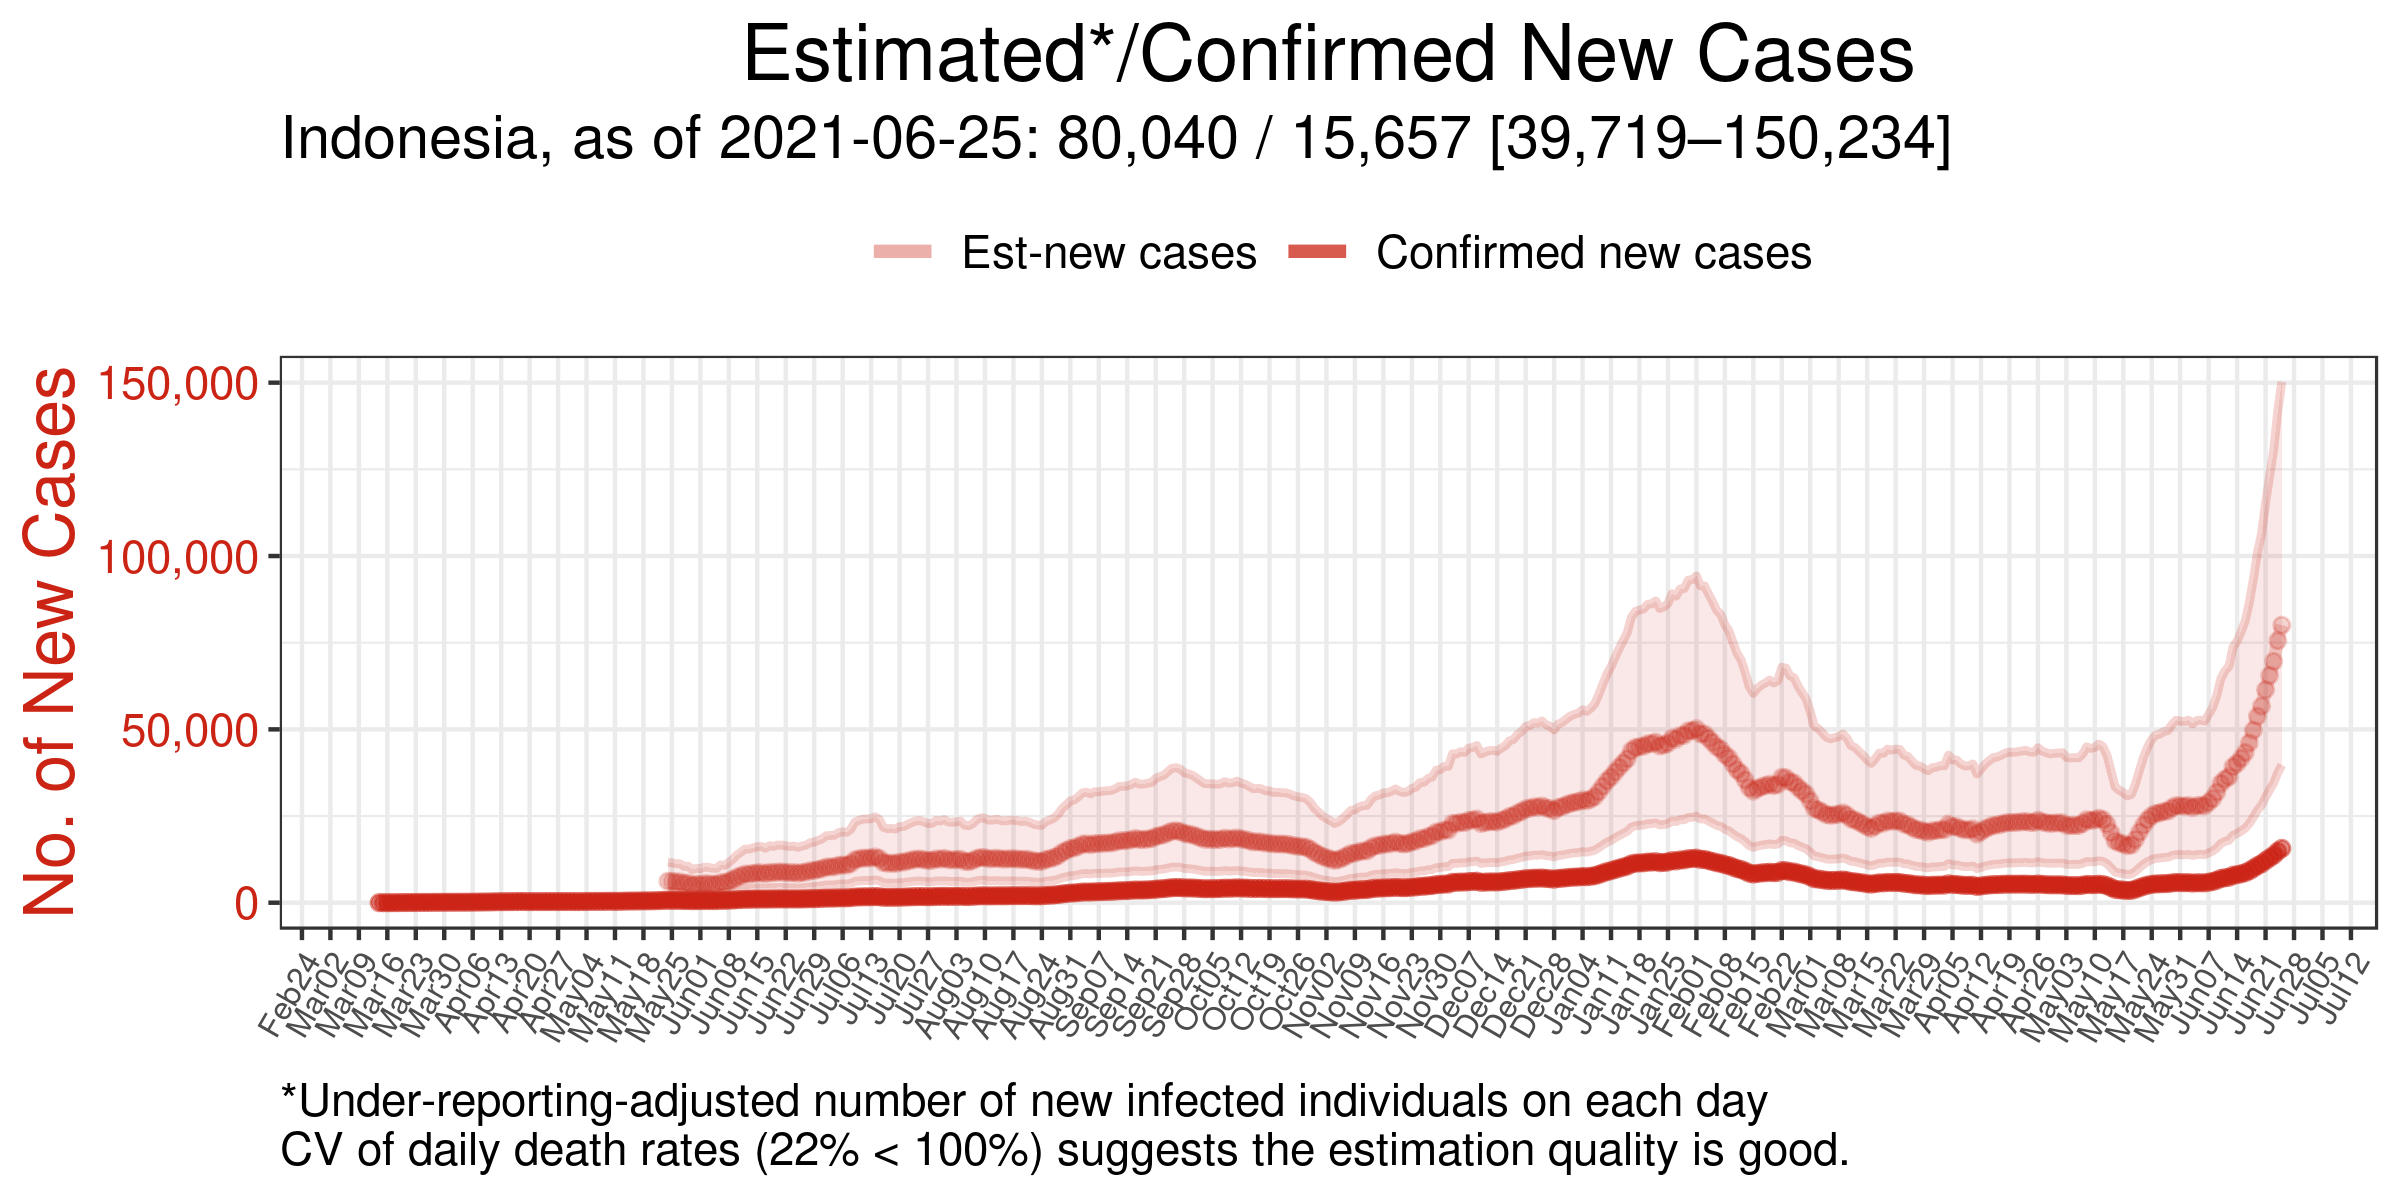 Estimated*/Confirmed New Cases
Indonesia, as of 2021-06-25: 80,040 / 15,657 [39,719–150,234]
Est-new cases
Confirmed new cases
No. of New Cases
150,000
100,000
50,000
0
Feb24
Mar02
Mar09
Mar16
Mar23
Mar30
Apr06
Apr13
Apr20
Apr27
May04
May11
May18
May25
Jun01
Jun08
Jun15
Jun22
Jun29
Jul06
Jul13
Jul20
Jul27
Aug03
Aug10
Aug17
Aug24
Aug31
Sep07
Sep14
Sep21
Sep28
Oct05
Oct12
Oct19
Oct26
Nov02
Nov09
Nov16
Nov23
Nov30
Dec07
Dec14
Dec21
Dec28
Jan04
Jan11
Jan18
Jan25
Feb01
Feb08
Feb15
Feb22
Mar01
Mar08
Mar15
Mar22
Mar29
Apr05
Apr12
Apr19
Apr26
May03
May10
May17
May24
May31
Jun07
Jun14
Jun21
Jun28
Jul05
Jul12
*Under-reporting-adjusted number of new infected individuals on each day
CV of daily death rates (22% < 100%) suggests the estimation quality is good.